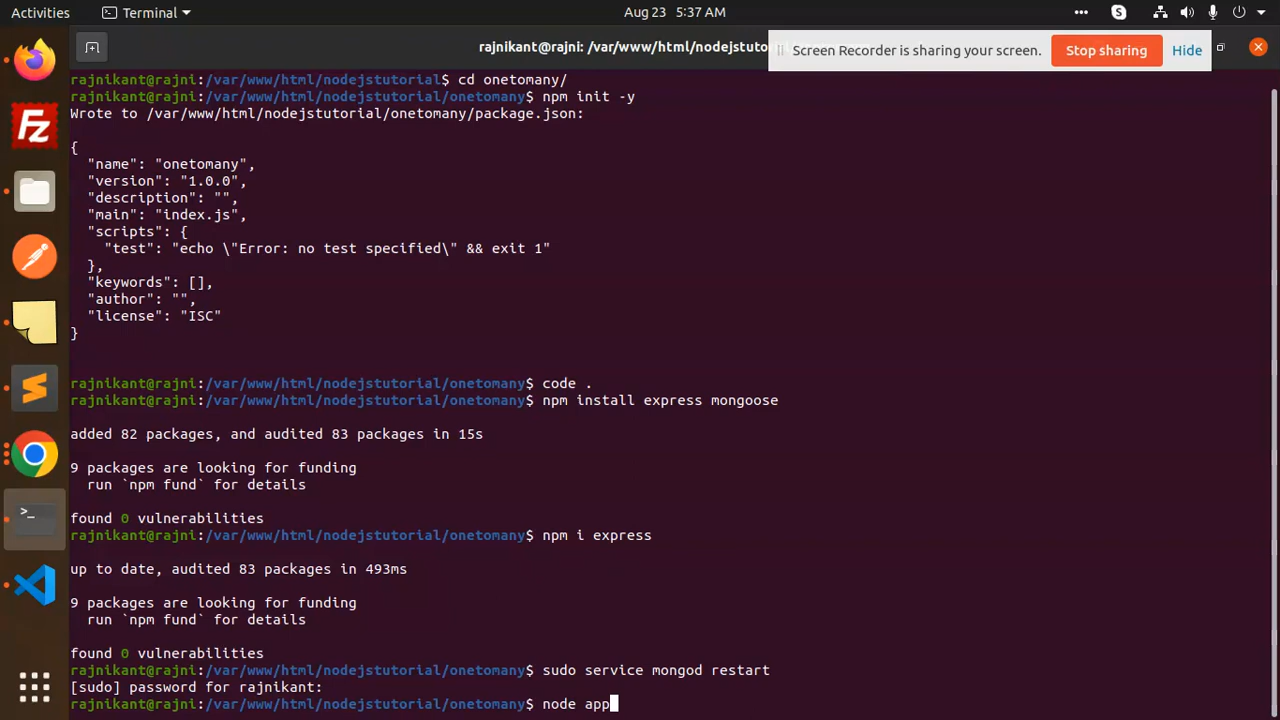 Activities Terminal Aug 23 5:37 AM
rajnikant@rajni: /var/www/html/nodejstuto
Screen Recorder is sharing your screen. Stop sharing Hide
rajnikant@rajni:/var/www/html/nodejstutorial$ cd onetomany/
rajnikant@rajni:/var/www/html/nodejstutorial/onetomany$ npm init -y
Wrote to /var/www/html/nodejstutorial/onetomany/package.json:
{
  "name": "onetomany",
  "version": "1.0.0",
  "description": "",
  "main": "index.js",
  "scripts": {
    "test": "echo \"Error: no test specified\" && exit 1"
  },
  "keywords": [],
  "author": "",
  "license": "ISC"
}
rajnikant@rajni:/var/www/html/nodejstutorial/onetomany$ code .
rajnikant@rajni:/var/www/html/nodejstutorial/onetomany$ npm install express mongoose
added 82 packages, and audited 83 packages in 15s
9 packages are looking for funding
  run `npm fund` for details
found 0 vulnerabilities
rajnikant@rajni:/var/www/html/nodejstutorial/onetomany$ npm i express
up to date, audited 83 packages in 493ms
9 packages are looking for funding
  run `npm fund` for details
found 0 vulnerabilities
rajnikant@rajni:/var/www/html/nodejstutorial/onetomany$ sudo service mongod restart
[sudo] password for rajnikant:
rajnikant@rajni:/var/www/html/nodejstutorial/onetomany$ node app